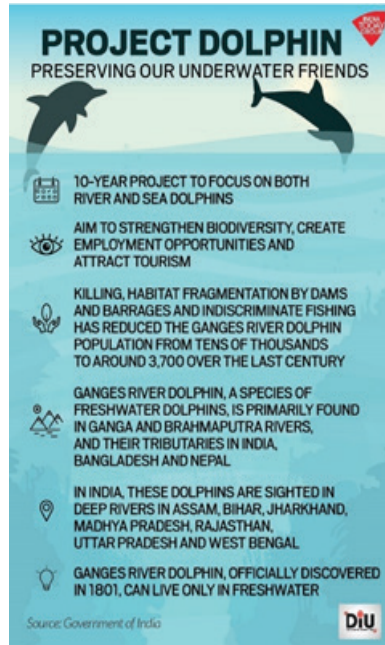 INDIA
TODAY
GROUP
PROJECT DOLPHIN
PRESERVING OUR UNDERWATER FRIENDS
10-YEAR PROJECT TO FOCUS ON BOTH
RIVER AND SEA DOLPHINS
AIM TO STRENGTHEN BIODIVERSITY, CREATE
EMPLOYMENT OPPORTUNITIES AND
ATTRACT TOURISM
KILLING, HABITAT FRAGMENTATION BY DAMS
AND BARRAGES AND INDISCRIMINATE FISHING
HAS REDUCED THE GANGES RIVER DOLPHIN
POPULATION FROM TENS OF THOUSANDS
TO AROUND 3,700 OVER THE LAST CENTURY
GANGES RIVER DOLPHIN, A SPECIES OF
FRESHWATER DOLPHINS, IS PRIMARILY FOUND
IN GANGA AND BRAHMAPUTRA RIVERS,
AND THEIR TRIBUTARIES IN INDIA,
BANGLADESH AND NEPAL
IN INDIA, THESE DOLPHINS ARE SIGHTED IN
DEEP RIVERS IN ASSAM, BIHAR, JHARKHAND,
MADHYA PRADESH, RAJASTHAN,
UTTAR PRADESH AND WEST BENGAL
GANGES RIVER DOLPHIN, OFFICIALLY DISCOVERED
IN 1801, CAN LIVE ONLY IN FRESHWATER
Source: Government of India
DIU